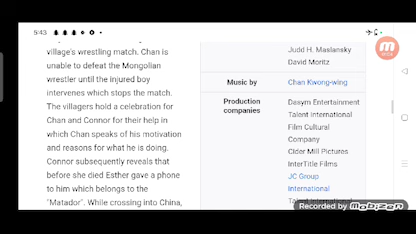 5:43
village's wrestling match. Chan is
unable to defeat the Mongolian
wrestler until the injured boy
intervenes which stops the match.
The villagers hold a celebration for
Chan and Connor for their help in
which Chan speaks of his motivation
and reasons for what he is doing.
Connor subsequently reveals that
before she died Esther gave a phone
to him which belongs to the
"Matador". While crossing into China,
Judd H. Maslansky
David Moritz
Music by
Chan Kwong-wing
Production
companies
Dasym Entertainment
Talent International
Film Cultural
Company
Cider Mill Pictures
InterTitle Films
JC Group
International
Talent International
Recorded by Mobizen